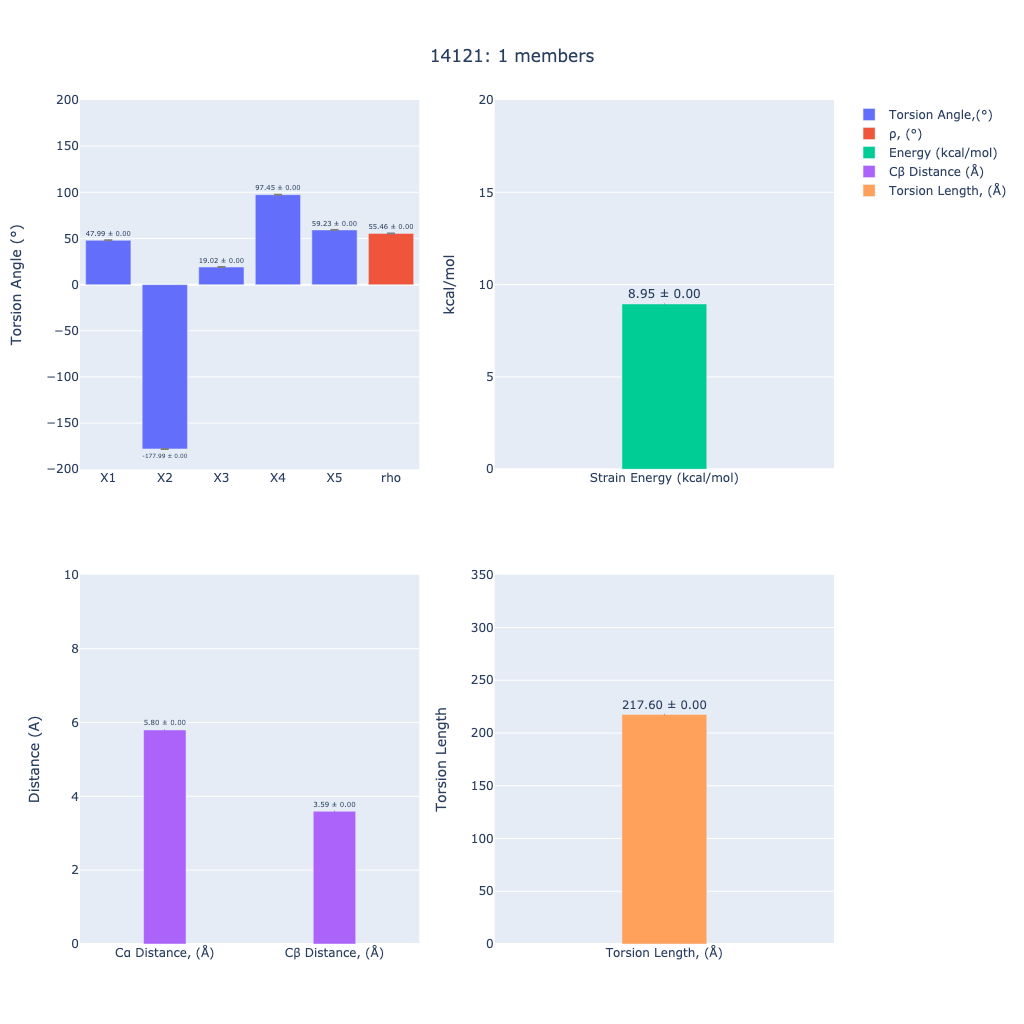 14121: 1 members
Torsion Angle (°)
200
150
100
50
0
−50
−100
−150
−200
47.99 ± 0.00
-177.99 ± 0.00
19.02 ± 0.00
97.45 ± 0.00
59.23 ± 0.00
55.46 ± 0.00
X1 X2 X3 X4 X5 rho
kcal/mol
20
15
10
5
0
8.95 ± 0.00
Strain Energy (kcal/mol)
Torsion Angle,(°)
ρ, (°)
Energy (kcal/mol)
Cβ Distance (Å)
Torsion Length, (Å)
Distance (A)
10
8
6
4
2
0
5.80 ± 0.00
3.59 ± 0.00
Cα Distance, (Å) Cβ Distance, (Å)
Torsion Length
350
300
250
200
150
100
50
0
217.60 ± 0.00
Torsion Length, (Å)